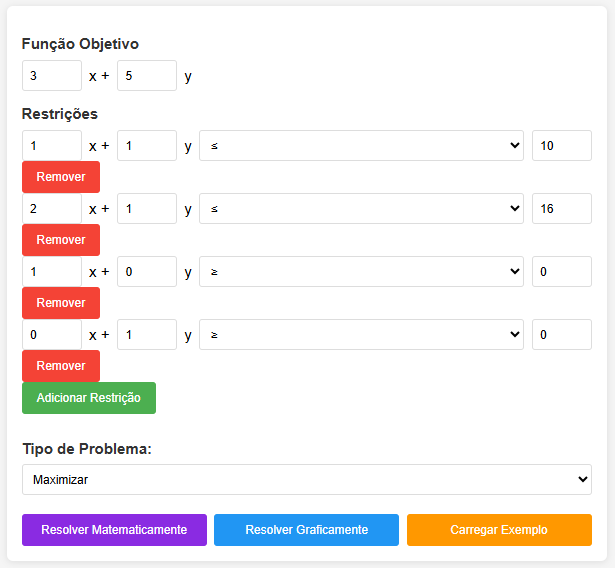 Função Objetivo
3 x + 5 y
Restrições
1 x + 1 y ≤ 10
Remover
2 x + 1 y ≤ 16
Remover
1 x + 0 y ≥ 0
Remover
0 x + 1 y ≥ 0
Remover
Adicionar Restrição
Tipo de Problema:
Maximizar
Resolver Matematicamente Resolver Graficamente Carregar Exemplo